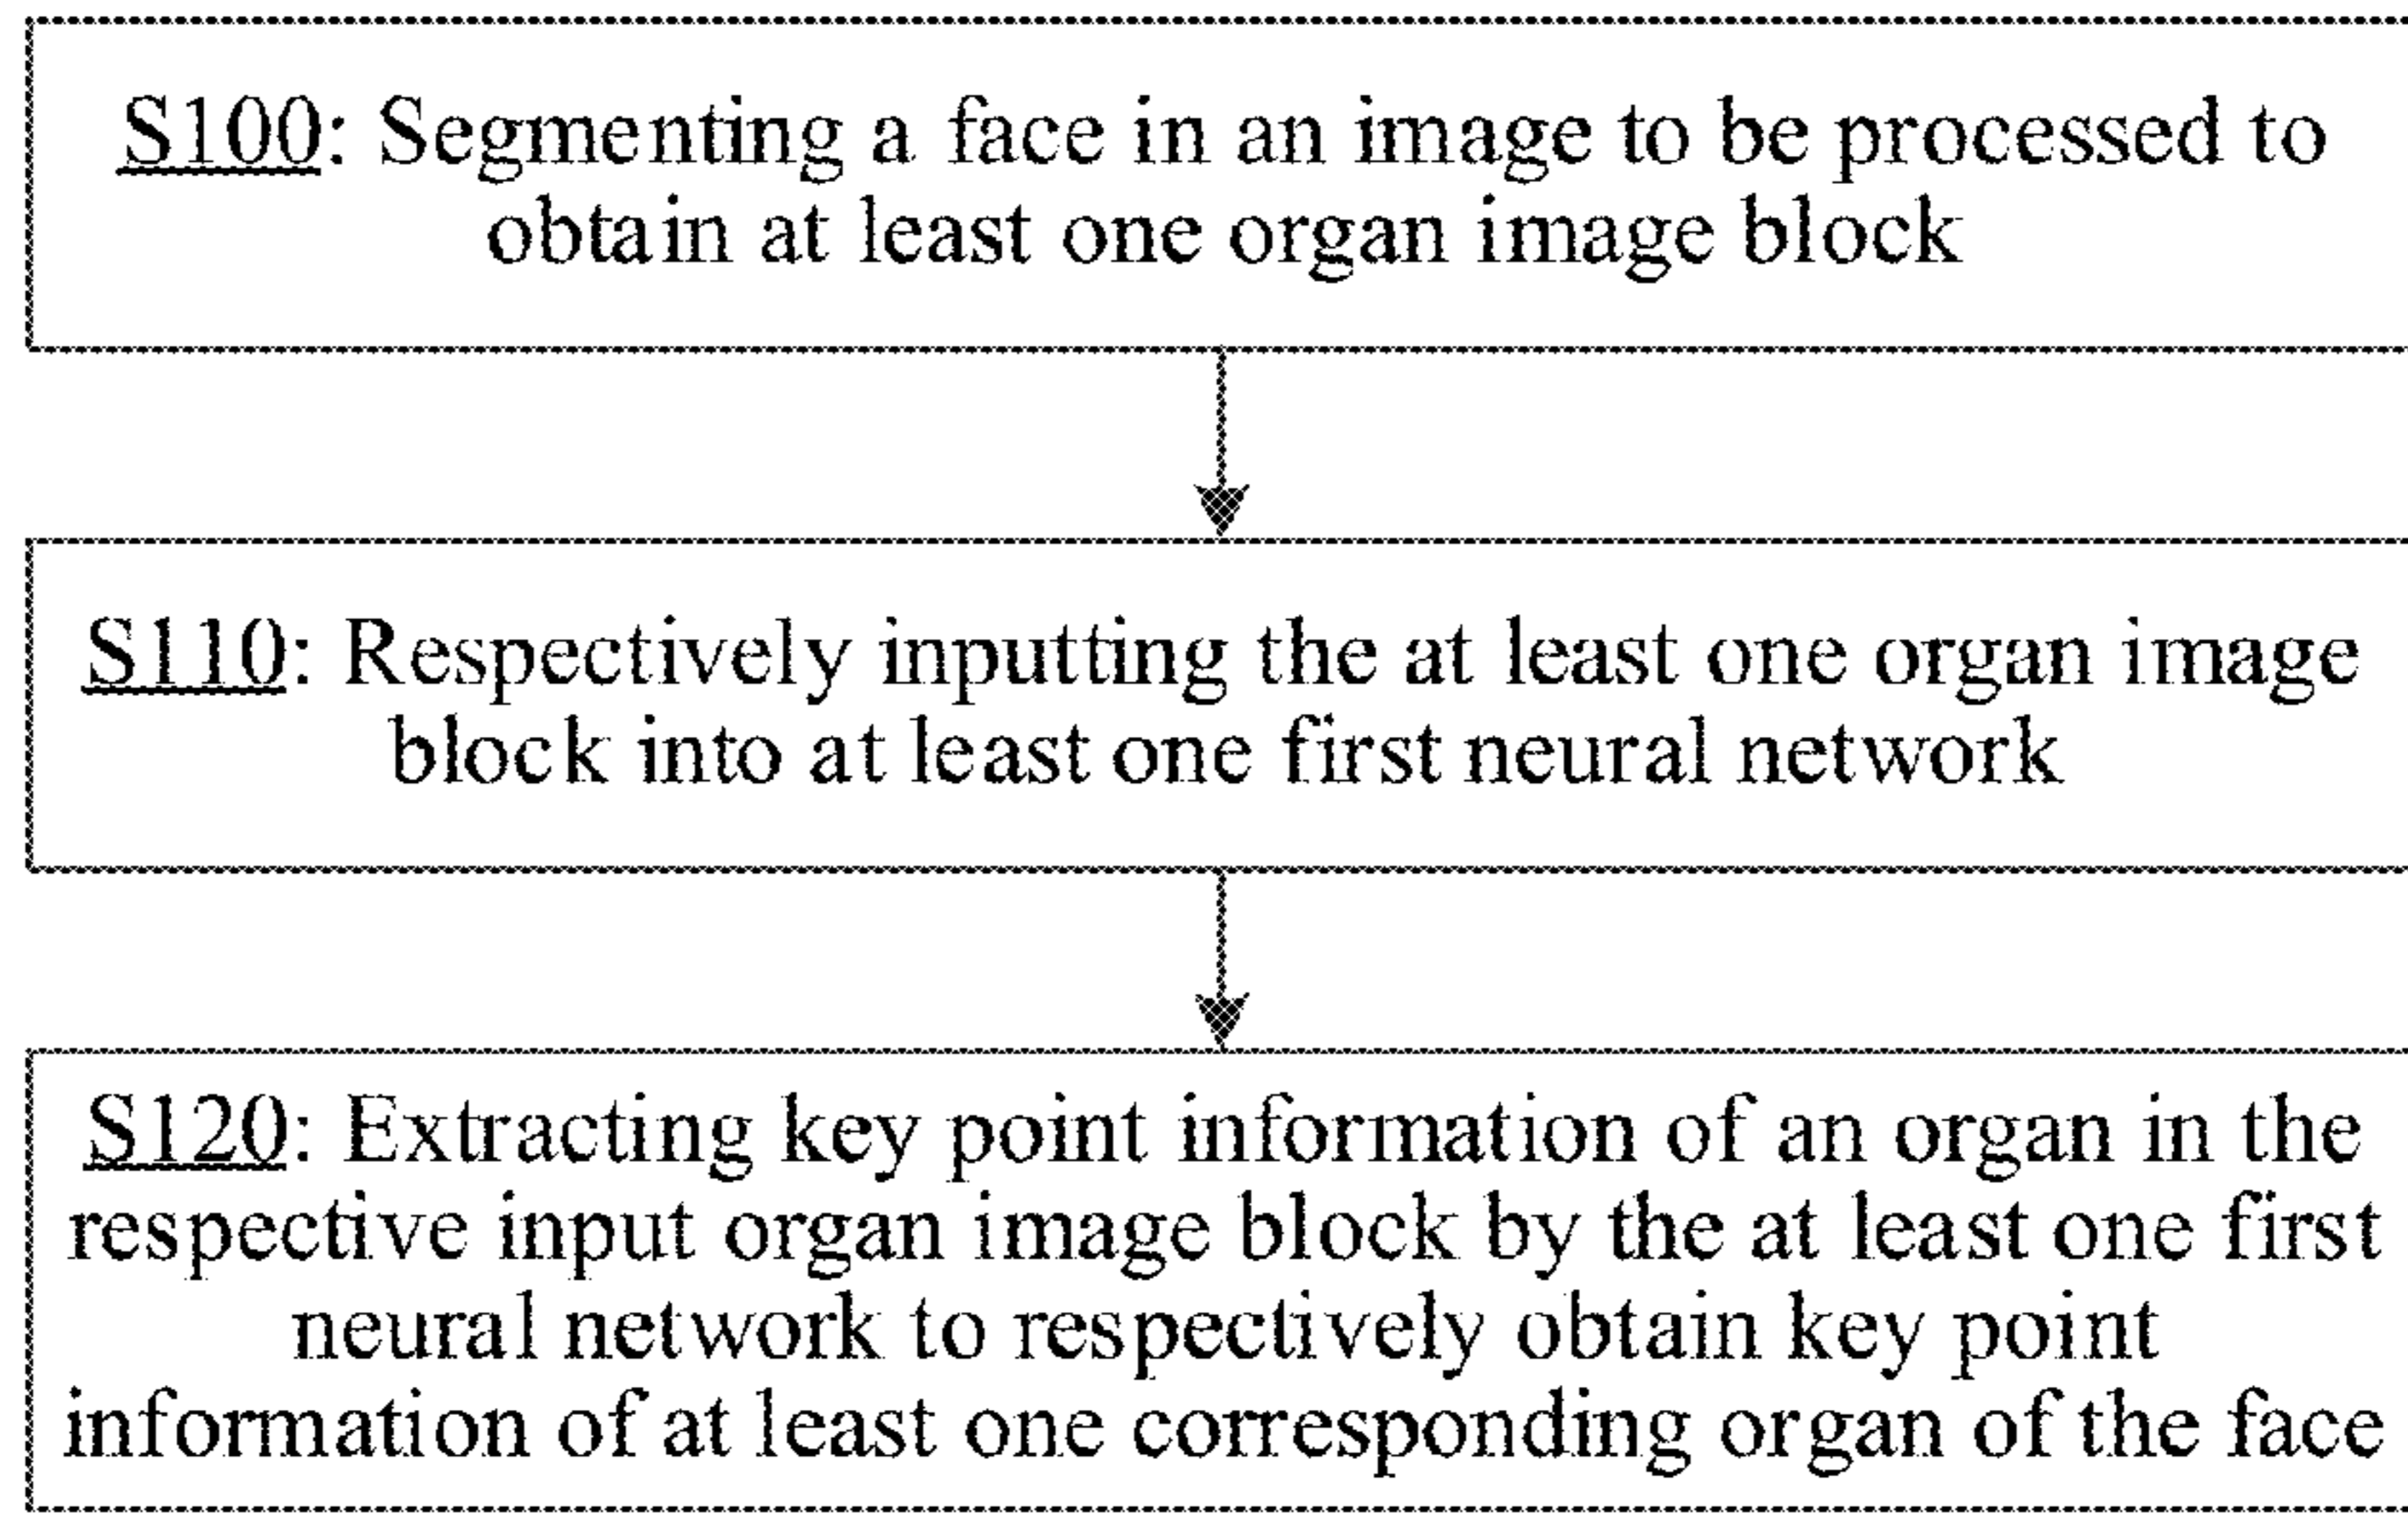 S100: Segmenting a face in an image to be processed to
obtain at least one organ image block
S110: Respectively inputting the at least one organ image
block into at least one first neural network
S120: Extracting key point information of an organ in the
respective input organ image block by the at least one first
neural network to respectively obtain key point
information of at least one corresponding organ of the face